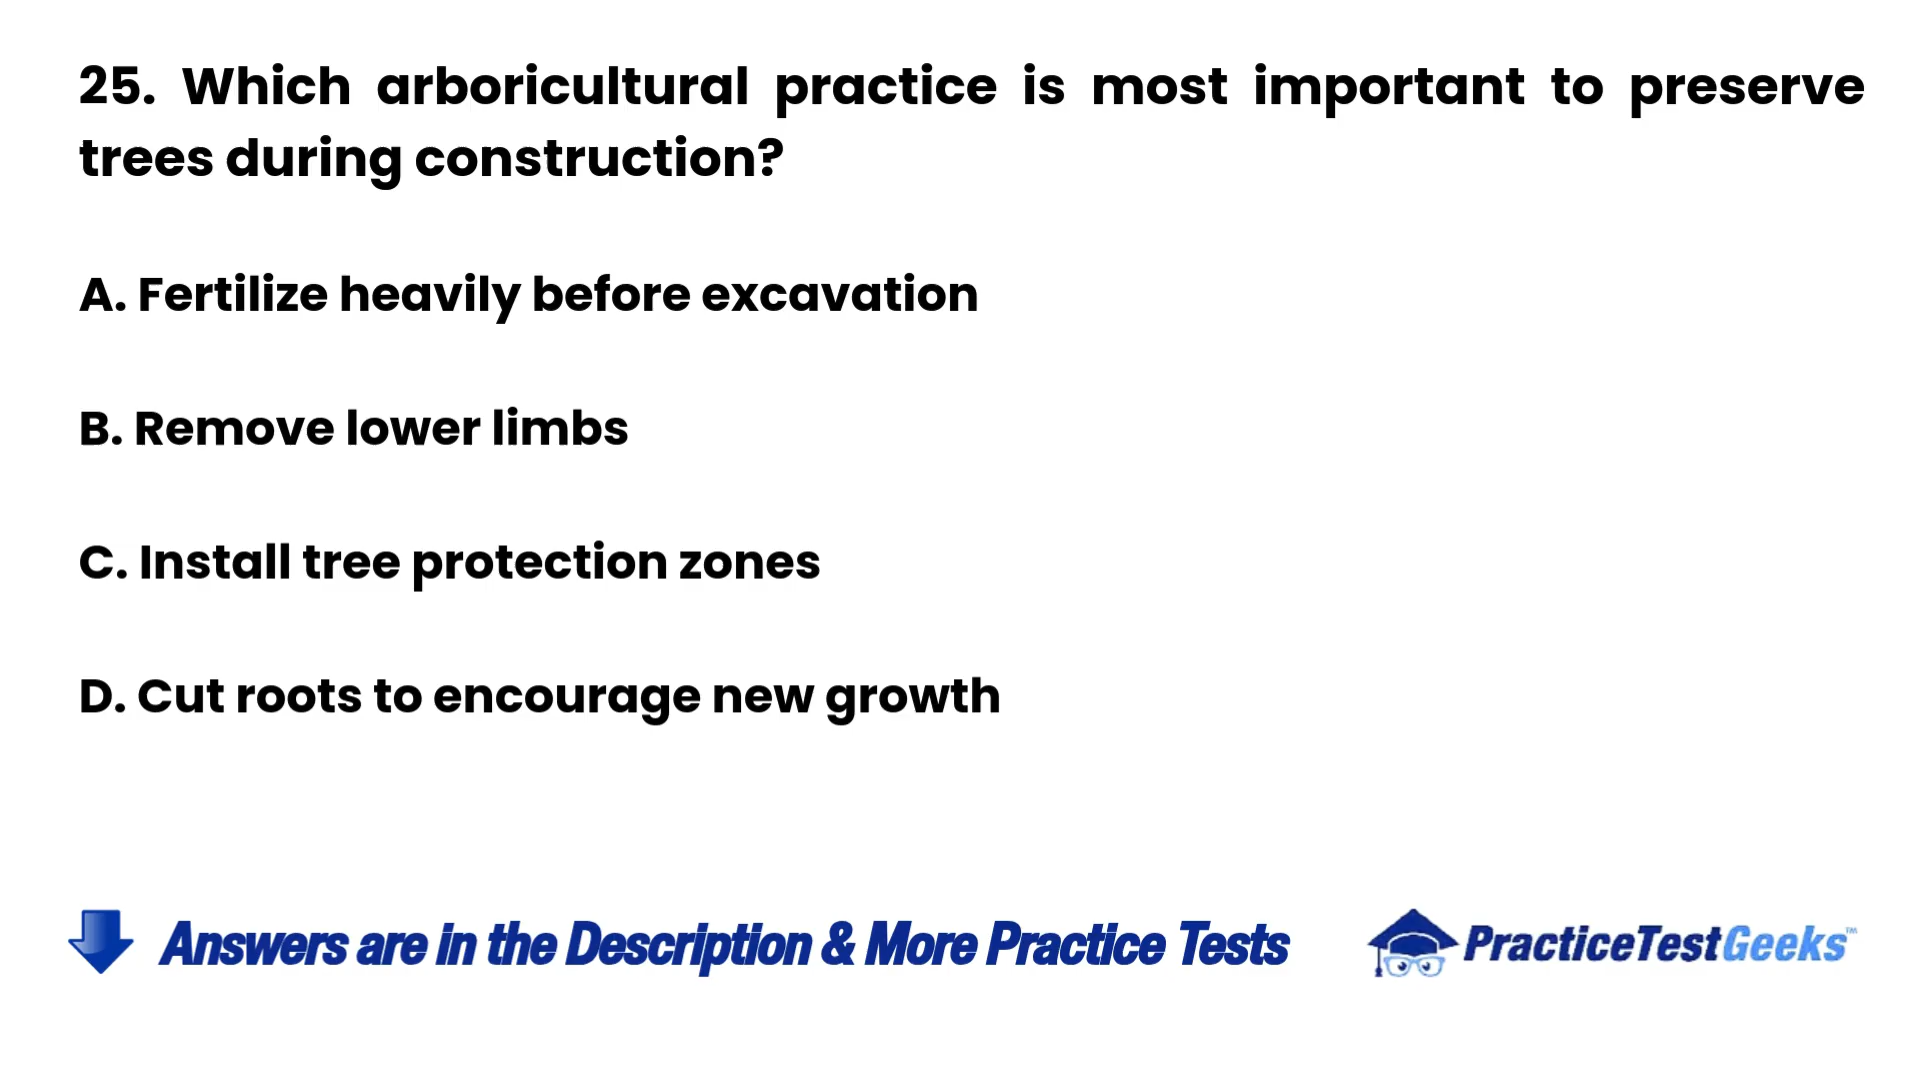 25. Which arboricultural practice is most important to preserve
trees during construction?
A. Fertilize heavily before excavation
B. Remove lower limbs
C. Install tree protection zones
D. Cut roots to encourage new growth
Answers are in the Description & More Practice Tests
PracticeTestGeeks™